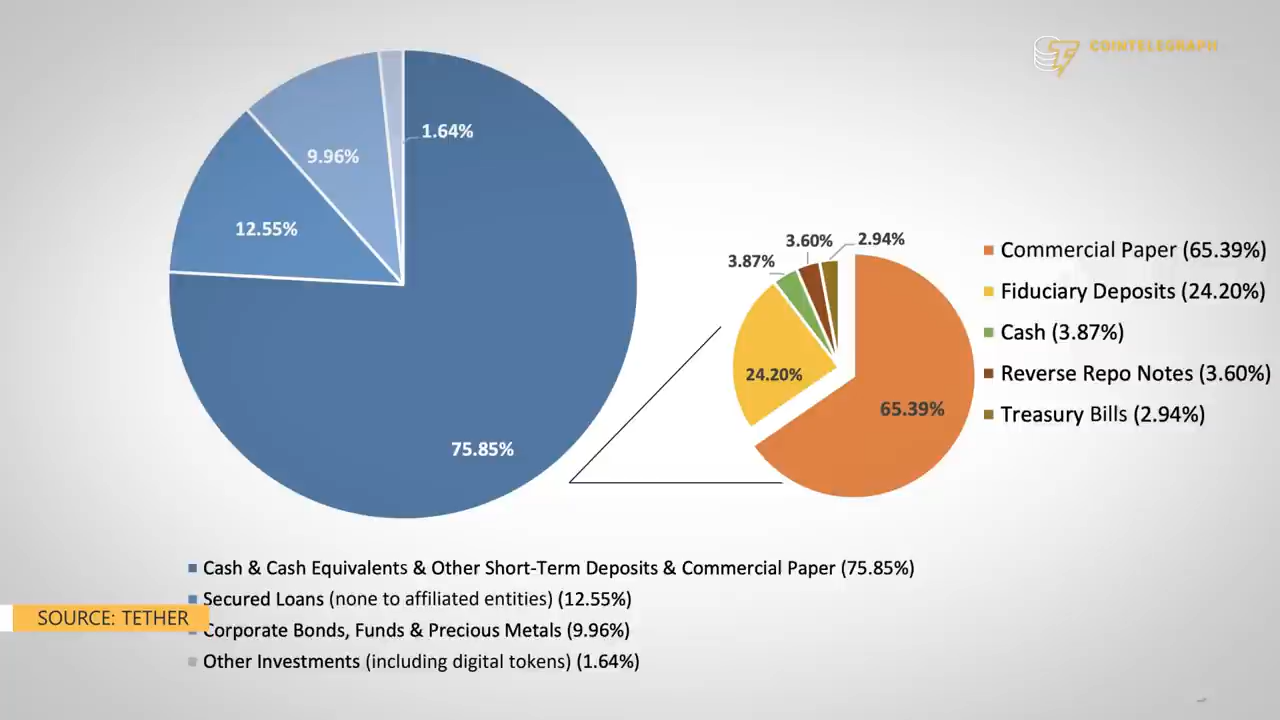 COINTELEGRAPH
1.64%
9.96%
12.55%
75.85%
3.60%
2.94%
3.87%
24.20%
65.39%
Commercial Paper (65.39%)
Fiduciary Deposits (24.20%)
Cash (3.87%)
Reverse Repo Notes (3.60%)
Treasury Bills (2.94%)
Cash & Cash Equivalents & Other Short-Term Deposits & Commercial Paper (75.85%)
Secured Loans (none to affiliated entities) (12.55%)
SOURCE: TETHER
Corporate Bonds, Funds & Precious Metals (9.96%)
Other Investments (including digital tokens) (1.64%)